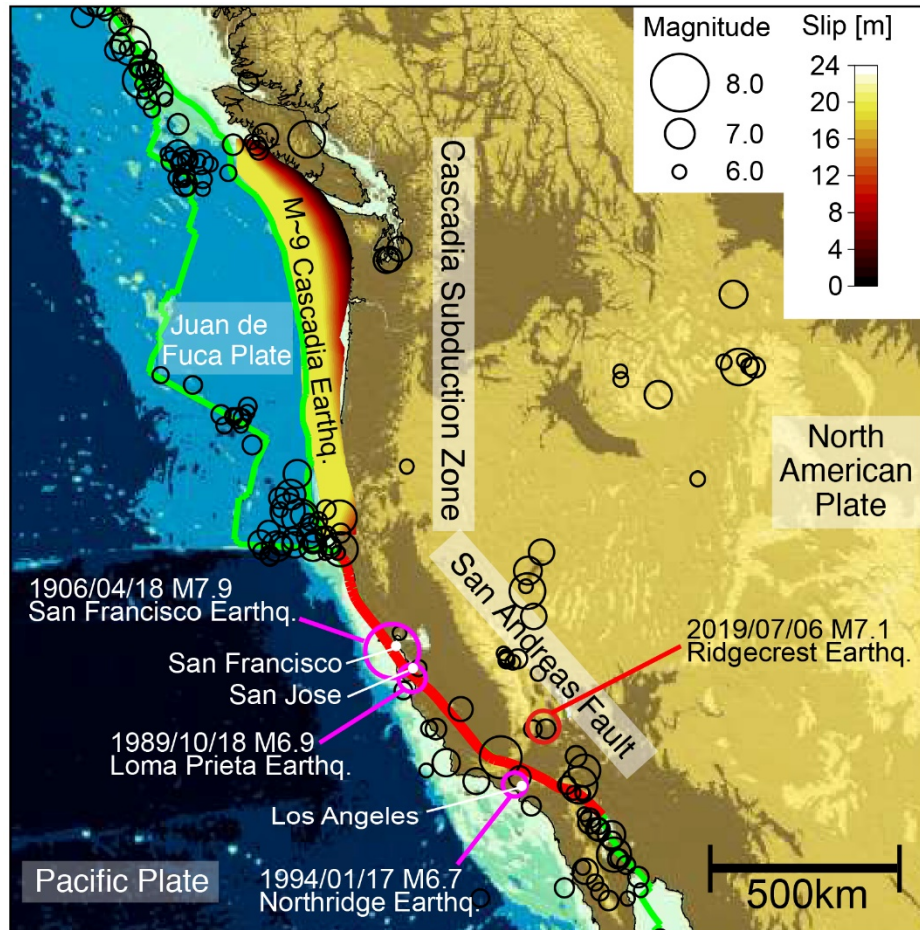 Magnitude
8.0
7.0
6.0
Slip [m]
24
20
16
12
8
4
0
Cascadia Subduction Zone
M~9 Cascadia Earthq.
Juan de
Fuca Plate
North
American
Plate
San Andreas Fault
1906/04/18 M7.9
San Francisco Earthq.
San Francisco
San Jose
2019/07/06 M7.1
Ridgecrest Earthq.
1989/10/18 M6.9
Loma Prieta Earthq.
Los Angeles
1994/01/17 M6.7
Northridge Earthq.
Pacific Plate
500km